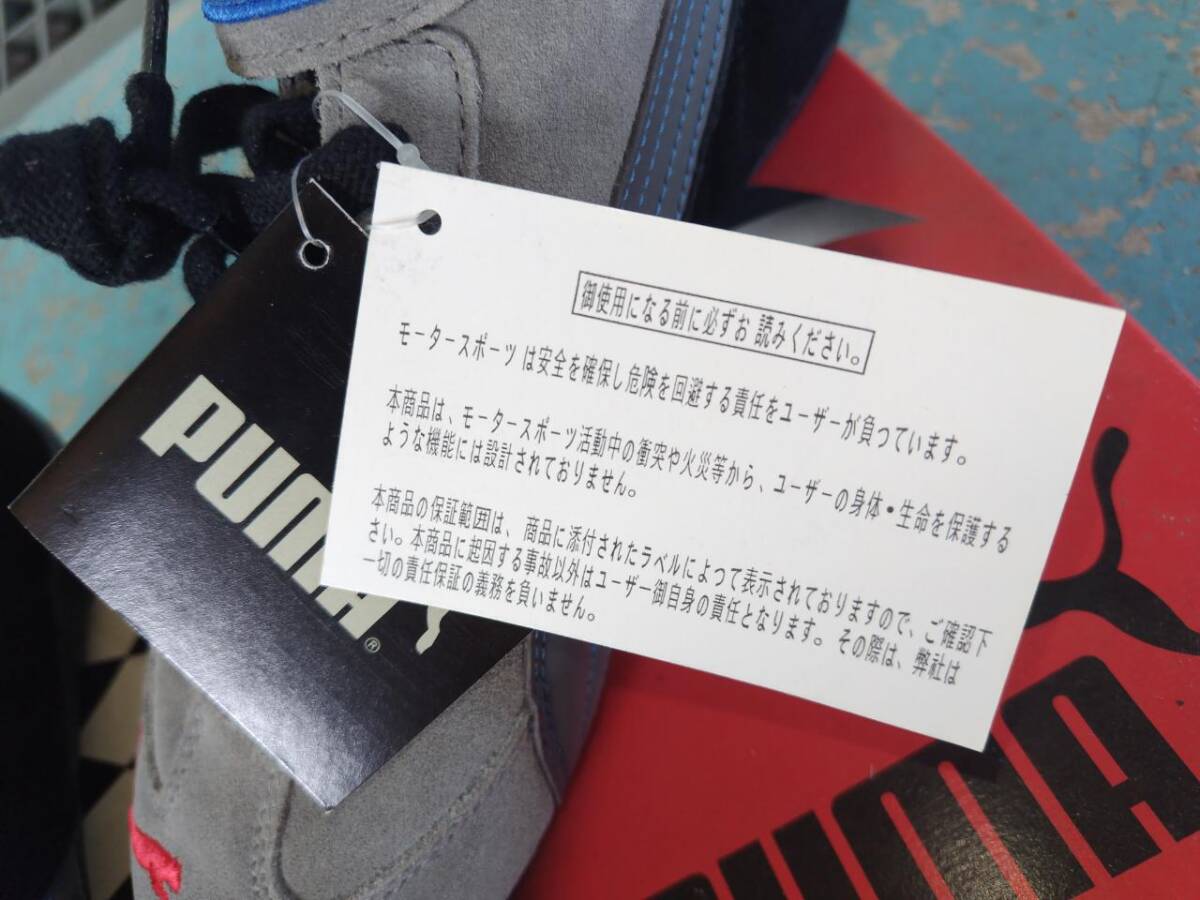 御使用になる前に必ずお 読みください。
モータースポーツ は安全を確保し危険を回避する責任をユーザーが負っています。
本商品は、モータースポーツ活動中の衝突や火災等から、ユーザーの身体・生命を保護する
ような機能には設計されておりません。
本商品の保証範囲は、商品に添付されたラベルによって表示されておりますので、ご確認下
さい。本商品に起因する事故以外はユーザー御自身の責任となります。その際は、弊社は
一切の責任保証の義務を負いません。
PUMA®
PUMA